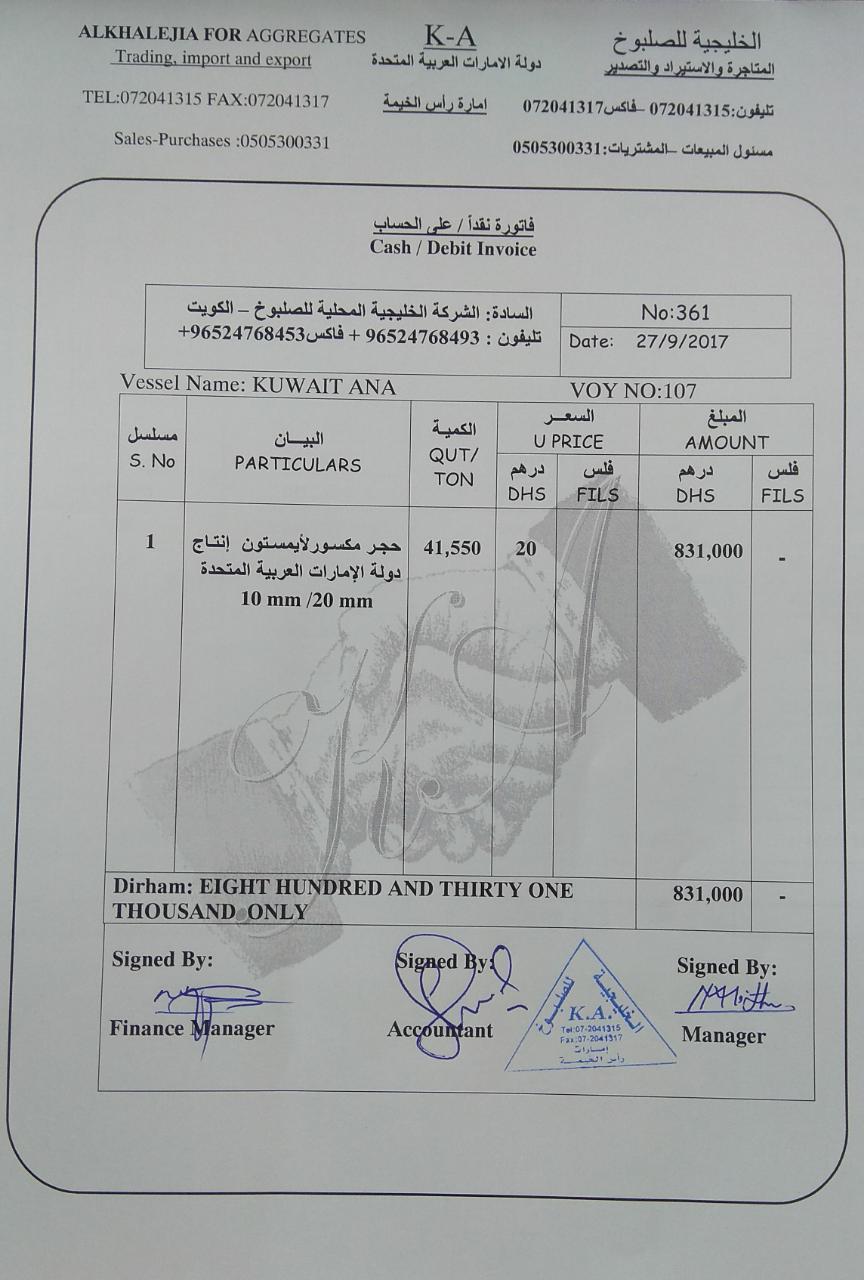 ALKHALEJIA FOR AGGREGATES
Trading, import and export
TEL:072041315 FAX:072041317
Sales-Purchases :0505300331
K-A
دولة الامارات العربية المتحدة
امارة رأس الخيمة
الخليجية للصلبوخ
المتاجرة والاستيراد والتصدير
تليفون:072041315 –فاكس072041317
مسئول المبيعات –المشتريات:0505300331
فاتورة نقداً / على الحساب
Cash / Debit Invoice
السادة: الشركة الخليجية المحلية للصلبوخ – الكويت
تليفون : 96524768493 + فاكس96524768453+
No:361
Date: 27/9/2017
Vessel Name: KUWAIT ANA VOY NO:107
مسلسل
S. No
البيـــان
PARTICULARS
الكمية
QUT/
TON
السعــر
U PRICE
درهم
DHS
فلس
FILS
المبلغ
AMOUNT
درهم
DHS
فلس
FILS
1
حجر مكسورلأيمستون إنتاج
دولة الإمارات العربية المتحدة
10 mm /20 mm
41,550
20
831,000
-
Dirham: EIGHT HUNDRED AND THIRTY ONE
THOUSAND ONLY
831,000
-
Signed By:
Finance Manager
Signed By:
Accountant
الخليجية
للصلبوخ
K.A.
Tel:07-2041315
Fax:07-2041317
إمارات
رأس الخيمة
Signed By:
Manager